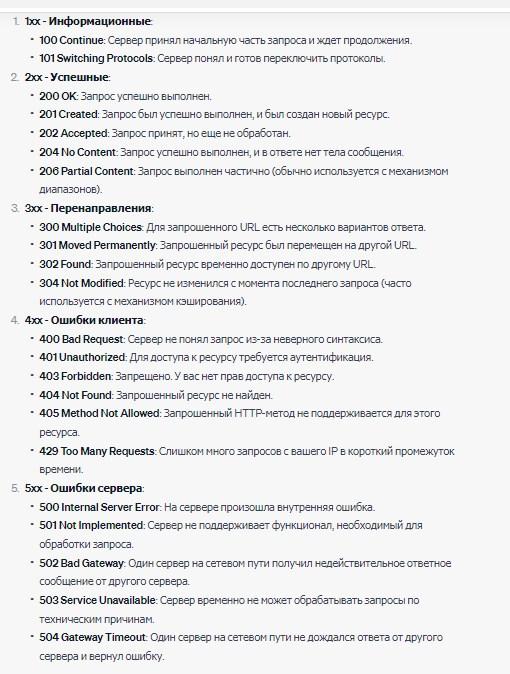 1. 1xx - Информационные:
· 100 Continue: Сервер принял начальную часть запроса и ждет продолжения.
· 101 Switching Protocols: Сервер понял и готов переключить протоколы.
2. 2xx - Успешные:
· 200 OK: Запрос успешно выполнен.
· 201 Created: Запрос был успешно выполнен, и был создан новый ресурс.
· 202 Accepted: Запрос принят, но еще не обработан.
· 204 No Content: Запрос успешно выполнен, и в ответе нет тела сообщения.
· 206 Partial Content: Запрос выполнен частично (обычно используется с механизмом
диапазонов).
3. 3xx - Перенаправления:
· 300 Multiple Choices: Для запрошенного URL есть несколько вариантов ответа.
· 301 Moved Permanently: Запрошенный ресурс был перемещен на другой URL.
· 302 Found: Запрошенный ресурс временно доступен по другому URL.
· 304 Not Modified: Ресурс не изменился с момента последнего запроса (часто
используется с механизмом кэширования).
4. 4xx - Ошибки клиента:
· 400 Bad Request: Сервер не понял запрос из-за неверного синтаксиса.
· 401 Unauthorized: Для доступа к ресурсу требуется аутентификация.
· 403 Forbidden: Запрещено. У вас нет прав доступа к ресурсу.
· 404 Not Found: Запрошенный ресурс не найден.
· 405 Method Not Allowed: Запрошенный HTTP-метод не поддерживается для этого
ресурса.
· 429 Too Many Requests: Слишком много запросов с вашего IP в короткий промежуток
времени.
5. 5xx - Ошибки сервера:
· 500 Internal Server Error: На сервере произошла внутренняя ошибка.
· 501 Not Implemented: Сервер не поддерживает функционал, необходимый для
обработки запроса.
· 502 Bad Gateway: Один сервер на сетевом пути получил недействительное ответное
сообщение от другого сервера.
· 503 Service Unavailable: Сервер временно не может обрабатывать запросы по
техническим причинам.
· 504 Gateway Timeout: Один сервер на сетевом пути не дождался ответа от другого
сервера и вернул ошибку.